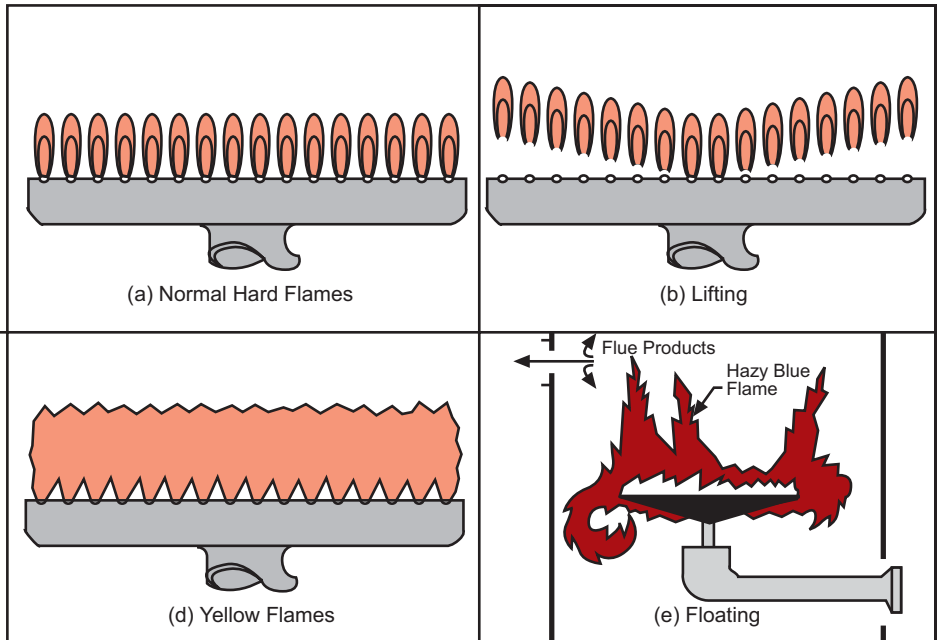 (a) Normal Hard Flames
(b) Lifting
Flue Products
Hazy Blue
Flame
(d) Yellow Flames
(e) Floating